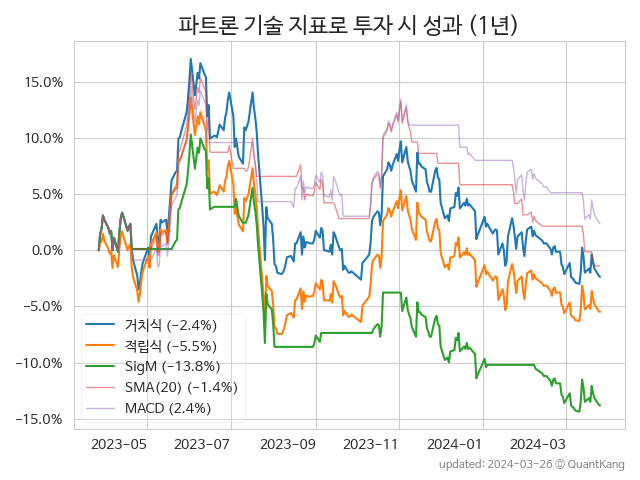 파트론 기술 지표로 투자 시 성과 (1년)
15.0%
10.0%
5.0%
0.0%
−5.0%
−10.0%
−15.0%
거치식 (−2.4%)
적립식 (−5.5%)
SigM (−13.8%)
SMA(20) (−1.4%)
MACD (2.4%)
2023−05 2023−07 2023−09 2023−11 2024−01 2024−03
updated: 2024−03−26 ⓒ QuantKang